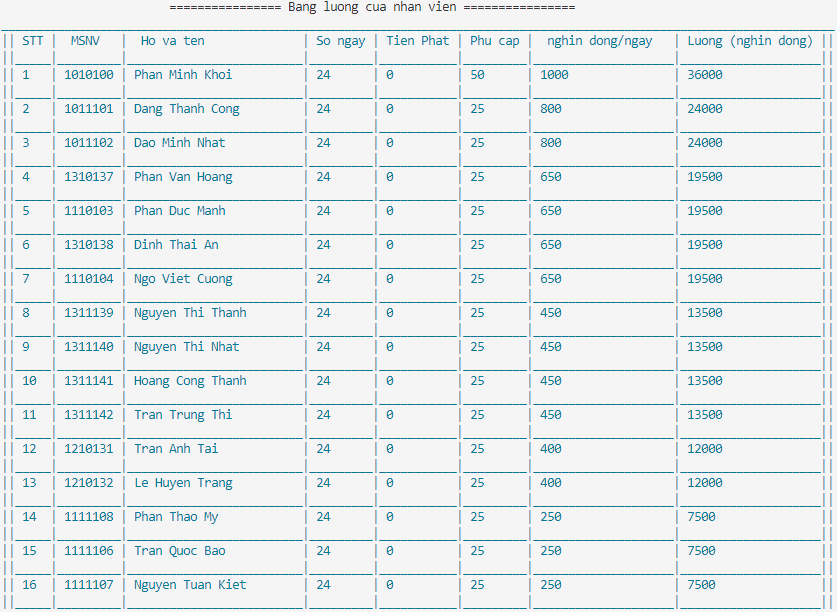 ================ Bang luong cua nhan vien ================
|| STT | MSNV | Ho va ten | So ngay | Tien Phat | Phu cap | nghin dong/ngay | Luong (nghin dong) ||
|| 1 | 1010100 | Phan Minh Khoi | 24 | 0 | 50 | 1000 | 36000 ||
|| 2 | 1011101 | Dang Thanh Cong | 24 | 0 | 25 | 800 | 24000 ||
|| 3 | 1011102 | Dao Minh Nhat | 24 | 0 | 25 | 800 | 24000 ||
|| 4 | 1310137 | Phan Van Hoang | 24 | 0 | 25 | 650 | 19500 ||
|| 5 | 1110103 | Phan Duc Manh | 24 | 0 | 25 | 650 | 19500 ||
|| 6 | 1310138 | Dinh Thai An | 24 | 0 | 25 | 650 | 19500 ||
|| 7 | 1110104 | Ngo Viet Cuong | 24 | 0 | 25 | 650 | 19500 ||
|| 8 | 1311139 | Nguyen Thi Thanh | 24 | 0 | 25 | 450 | 13500 ||
|| 9 | 1311140 | Nguyen Thi Nhat | 24 | 0 | 25 | 450 | 13500 ||
|| 10 | 1311141 | Hoang Cong Thanh | 24 | 0 | 25 | 450 | 13500 ||
|| 11 | 1311142 | Tran Trung Thi | 24 | 0 | 25 | 450 | 13500 ||
|| 12 | 1210131 | Tran Anh Tai | 24 | 0 | 25 | 400 | 12000 ||
|| 13 | 1210132 | Le Huyen Trang | 24 | 0 | 25 | 400 | 12000 ||
|| 14 | 1111108 | Phan Thao My | 24 | 0 | 25 | 250 | 7500 ||
|| 15 | 1111106 | Tran Quoc Bao | 24 | 0 | 25 | 250 | 7500 ||
|| 16 | 1111107 | Nguyen Tuan Kiet | 24 | 0 | 25 | 250 | 7500 ||